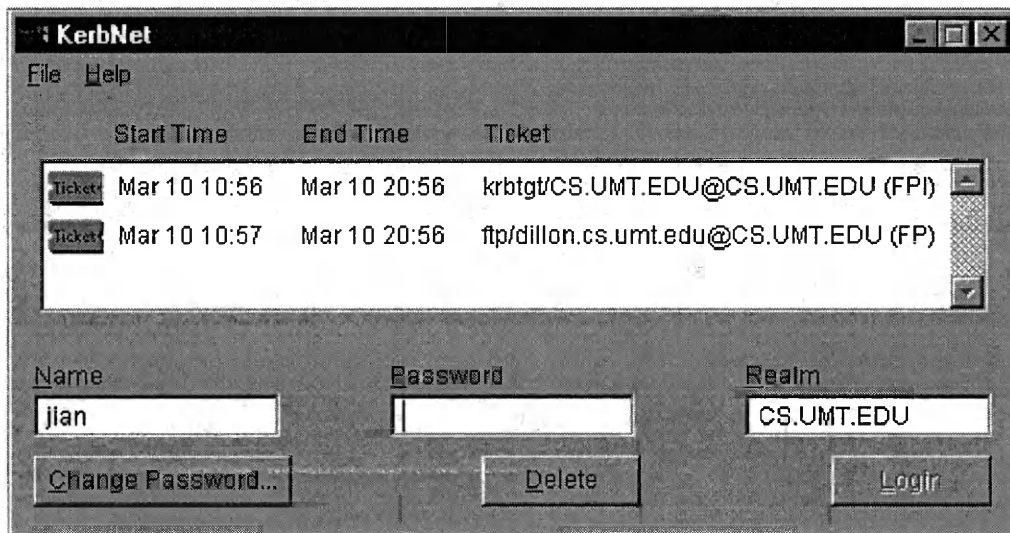 KerbNet
File Help
Start Time End Time Ticket
Ticket Mar 10 10:56 Mar 10 20:56 krbtgt/CS.UMT.EDU@CS.UMT.EDU (FPI)
Ticket Mar 10 10:57 Mar 10 20:56 ftp/dillon.cs.umt.edu@CS.UMT.EDU (FP)
Name Password Realm
jian CS.UMT.EDU
Change Password... Delete Login